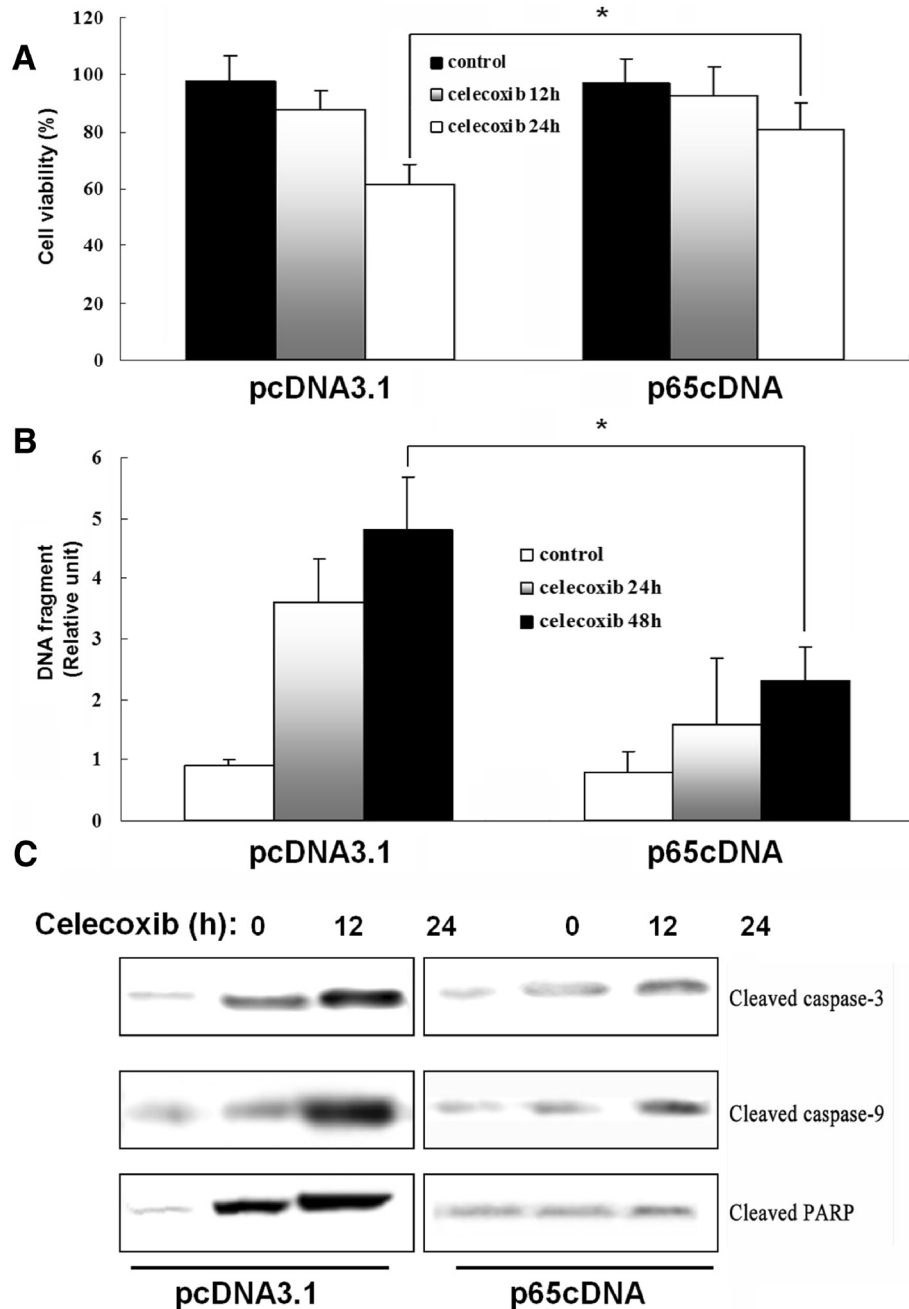 A
Cell viability (%)
120
100
80
60
40
20
0
*
control
celecoxib 12h
celecoxib 24h
pcDNA3.1 p65cDNA
B
DNA fragment
(Relative unit)
6
5
4
3
2
1
0
*
control
celecoxib 24h
celecoxib 48h
pcDNA3.1 p65cDNA
C
Celecoxib (h): 0 12 24 0 12 24
Cleaved caspase-3
Cleaved caspase-9
Cleaved PARP
pcDNA3.1 p65cDNA